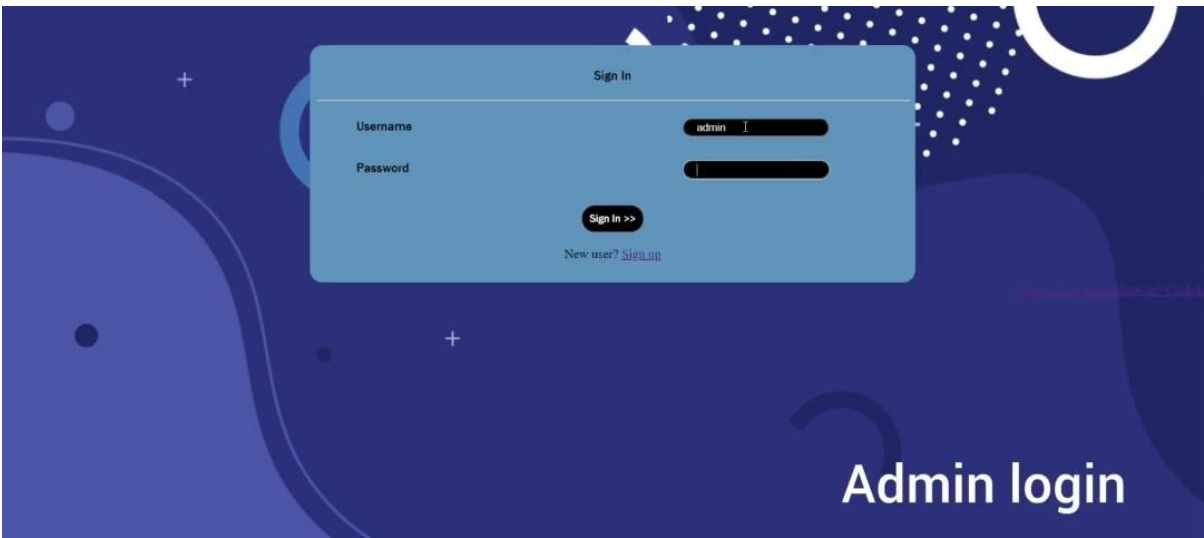 Sign In
Username
admin
Password
Sign In >>
New user? Sign up
Admin login